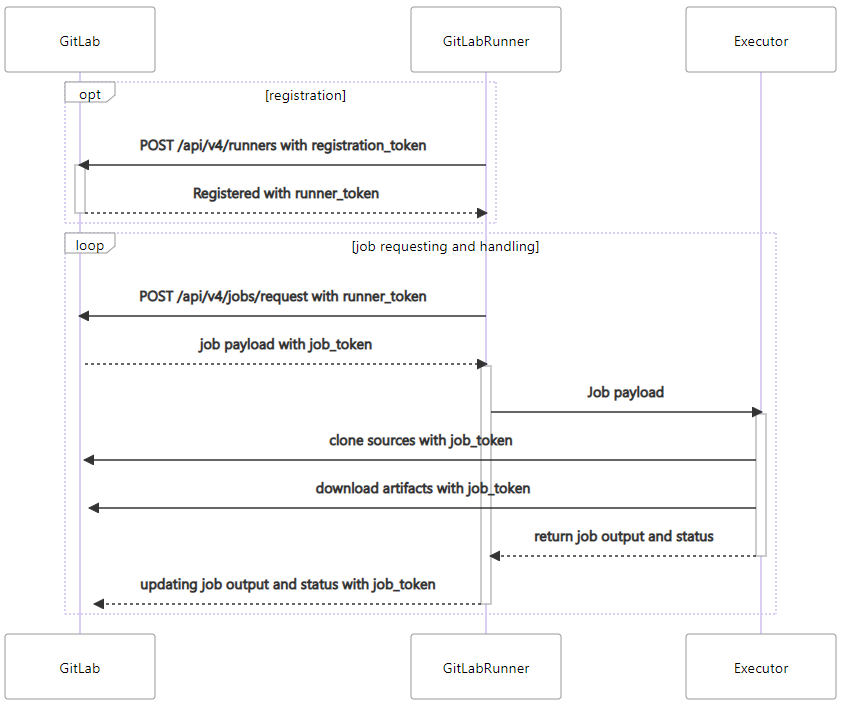 GitLab
GitLabRunner
Executor
opt
[registration]
POST /api/v4/runners with registration_token
Registered with runner_token
loop
[job requesting and handling]
POST /api/v4/jobs/request with runner_token
job payload with job_token
Job payload
clone sources with job_token
download artifacts with job_token
return job output and status
updating job output and status with job_token
GitLab
GitLabRunner
Executor